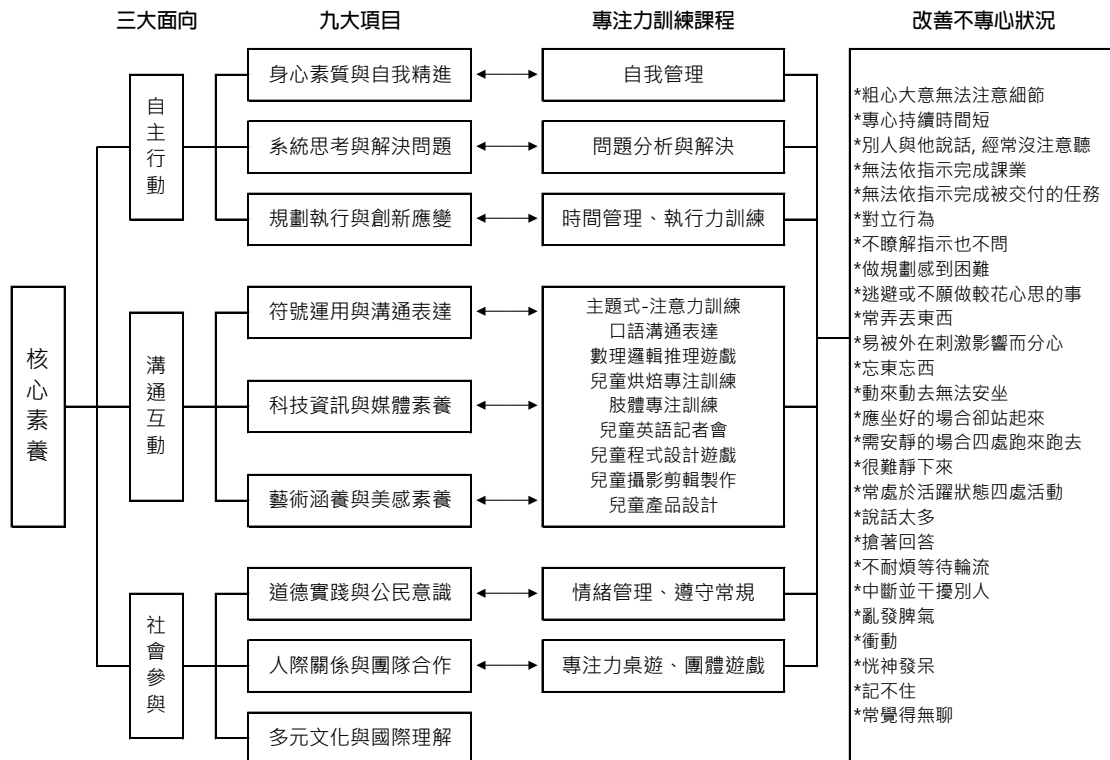 三大面向
九大項目
專注力訓練課程
改善不專心狀況
核心素養
自主行動
身心素質與自我精進
自我管理
系統思考與解決問題
問題分析與解決
規劃執行與創新應變
時間管理、執行力訓練
溝通互動
符號運用與溝通表達
科技資訊與媒體素養
藝術涵養與美感素養
主題式-注意力訓練
口語溝通表達
數理邏輯推理遊戲
兒童烘焙專注訓練
肢體專注訓練
兒童英語記者會
兒童程式設計遊戲
兒童攝影剪輯製作
兒童產品設計
社會參與
道德實踐與公民意識
情緒管理、遵守常規
人際關係與團隊合作
專注力桌遊、團體遊戲
多元文化與國際理解
*粗心大意無法注意細節
*專心持續時間短
*別人與他說話, 經常沒注意聽
*無法依指示完成課業
*無法依指示完成被交付的任務
*對立行為
*不瞭解指示也不問
*做規劃感到困難
*逃避或不願做較花心思的事
*常弄丟東西
*易被外在刺激影響而分心
*忘東忘西
*動來動去無法安坐
*應坐好的場合卻站起來
*需安靜的場合四處跑來跑去
*很難靜下來
*常處於活躍狀態四處活動
*說話太多
*搶著回答
*不耐煩等待輪流
*中斷並干擾別人
*亂發脾氣
*衝動
*恍神發呆
*記不住
*常覺得無聊